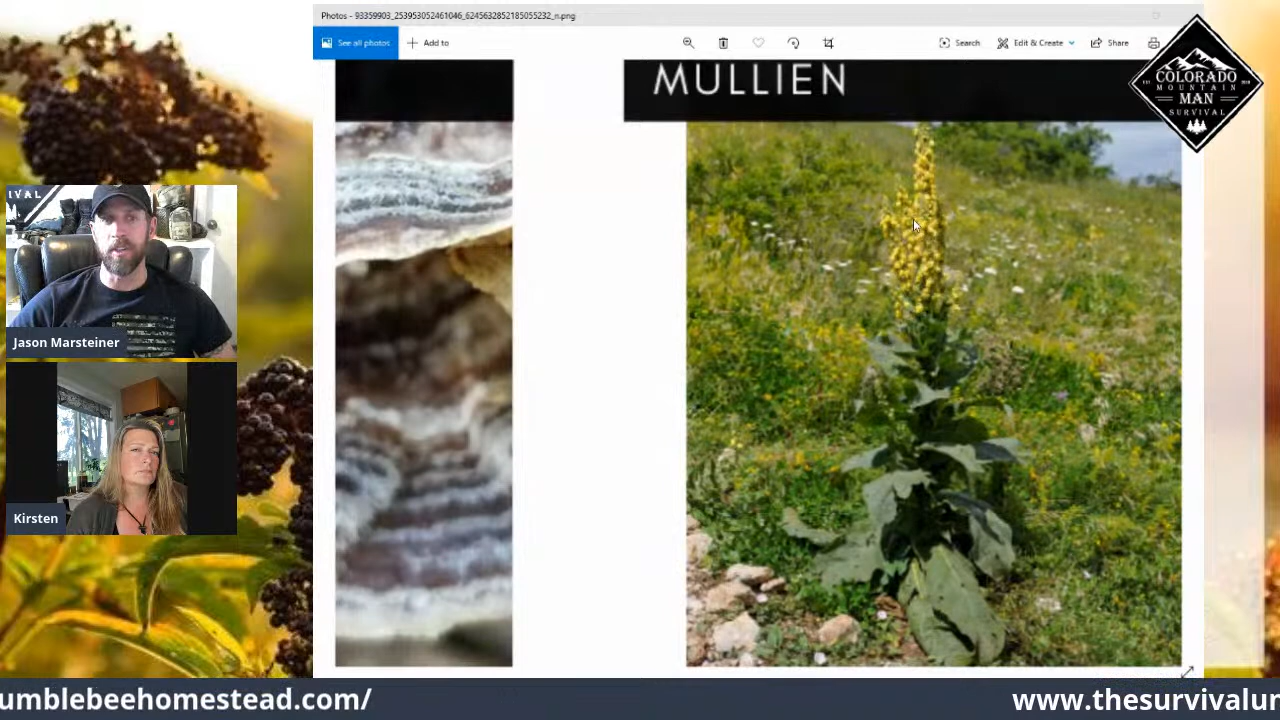 Photos - 93359903_253953052461046_6245632852185055232_n.png
See all photos
Add to
Search
Edit & Create
Share
MULLIEN
COLORADO
MOUNTAIN
MAN
SURVIVAL
IVAL
Jason Marsteiner
Kirsten
umblebeehomestead.com/
www.thesurvivalur